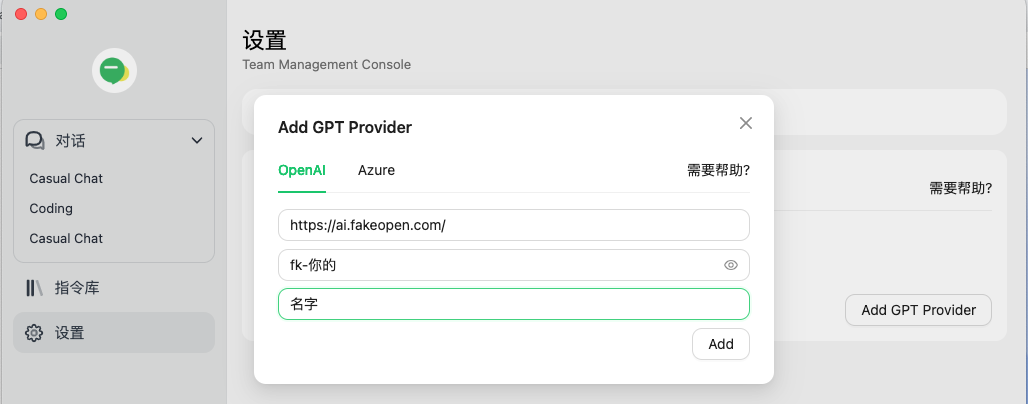 设置
Team Management Console
对话
Casual Chat
Coding
Casual Chat
指令库
设置
Add GPT Provider
OpenAI
Azure
需要帮助?
https://ai.fakeopen.com/
fk-你的
名字
Add
需要帮助?
Add GPT Provider